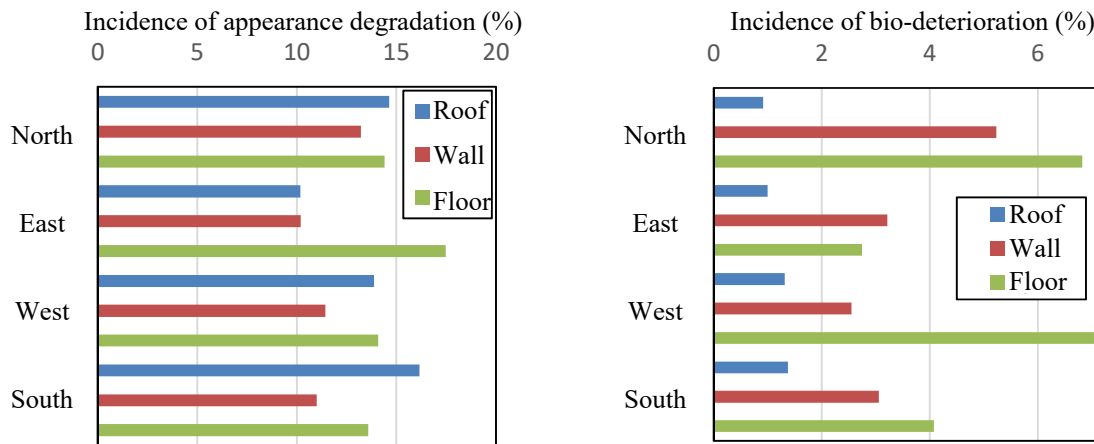 Incidence of appearance degradation (%)
0 5 10 15 20
North
East
West
South
Roof
Wall
Floor
Incidence of bio-deterioration (%)
0 2 4 6
North
East
West
South
Roof
Wall
Floor